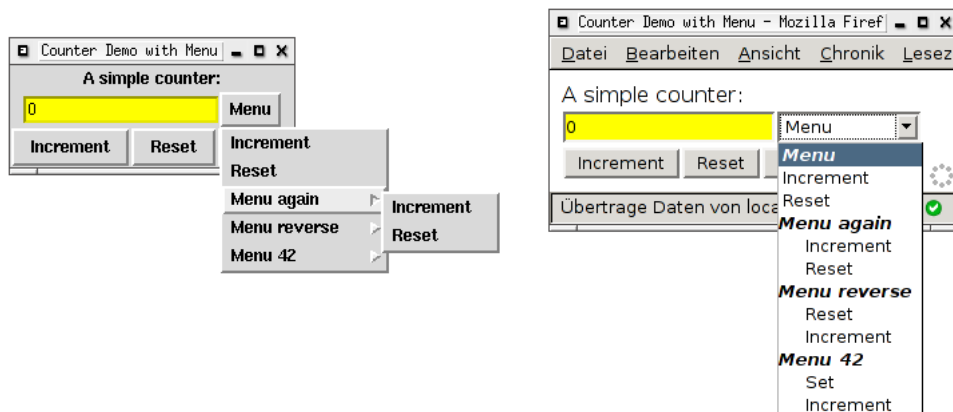 Counter Demo with Menu
A simple counter:
0 Menu
Increment Reset
Increment
Reset
Menu again
Menu reverse
Menu 42
Increment
Reset
Counter Demo with Menu - Mozilla Firef
Datei Bearbeiten Ansicht Chronik Lesez
A simple counter:
0 Menu
Increment Reset
Übertrage Daten von loca
Menu
Increment
Reset
Menu again
Increment
Reset
Menu reverse
Reset
Increment
Menu 42
Set
Increment